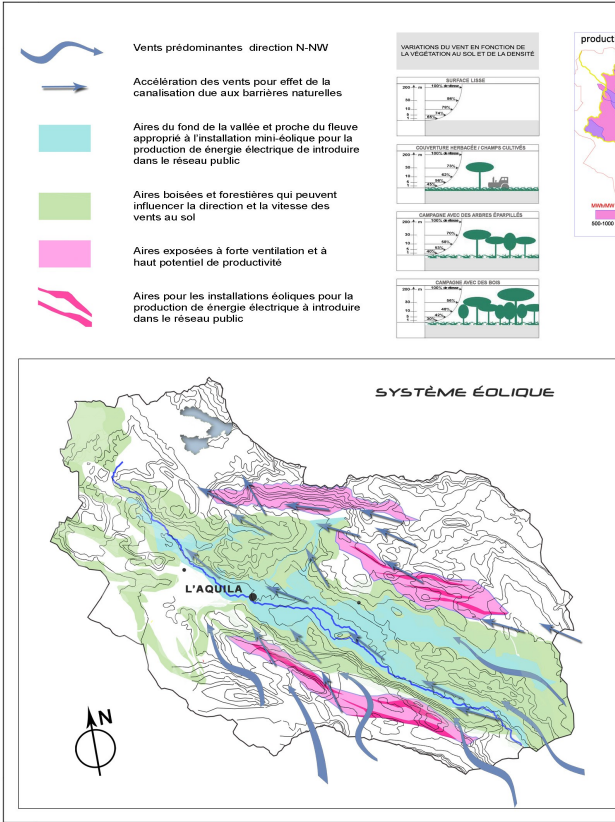 Vents prédominantes direction N-NW
Accélération des vents pour effet de la
canalisation due aux barrières naturelles
Aires du fond de la vallée et proche du fleuve
approprié à l'installation mini-éolique pour la
production de énergie électrique de introduire
dans le réseau public
Aires boisées et forestières qui peuvent
influencer la direction et la vitesse des
vents au sol
Aires exposées à forte ventilation et à
haut potentiel de productivité
Aires pour les installations éoliques pour la
production de énergie électrique à introduire
dans le réseau public
VARIATIONS DU VENT EN FONCTION DE
LA VÉGÉTATION AU SOL ET DE LA DENSITÉ
SURFACE LISSE
COUVERTURE HERBACÉE / CHAMPS CULTIVÉS
CAMPAGNE AVEC DES ARBRES ÉPARPILLÉS
CAMPAGNE AVEC DES BOIS
product
500-1000
SYSTÈME ÉOLIQUE
L'AQUILA
N